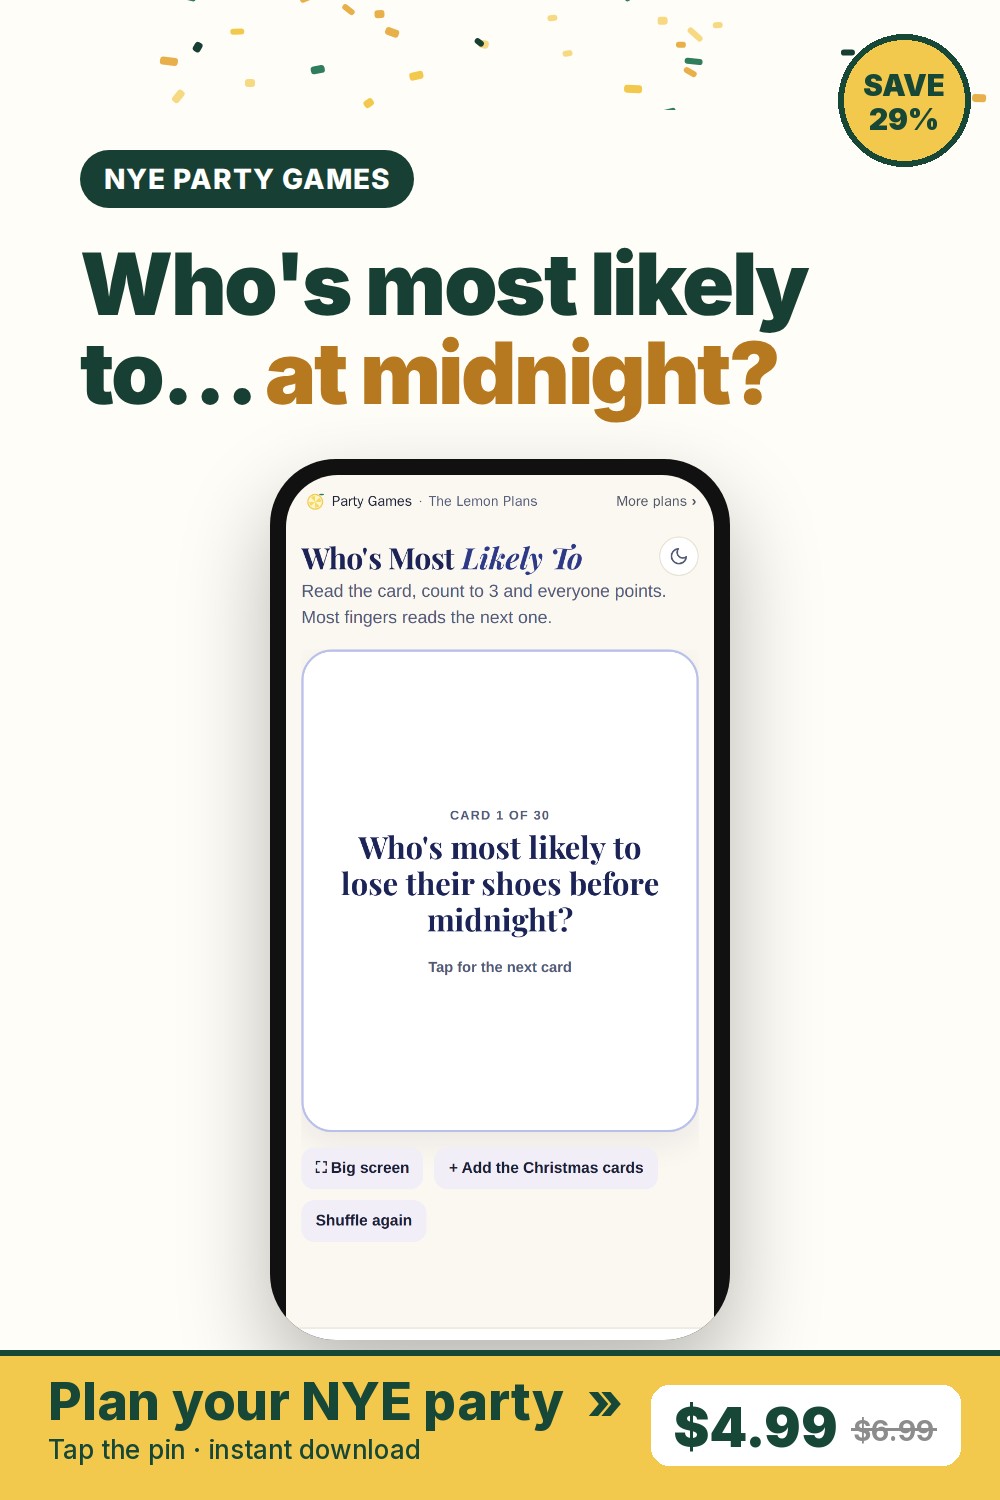 SAVE
29%
NYE PARTY GAMES
Who's most likely
to... at midnight?
Party Games · The Lemon Plans
More plans ›
Who's Most Likely To
Read the card, count to 3 and everyone points.
Most fingers reads the next one.
CARD 1 OF 30
Who's most likely to
lose their shoes before
midnight?
Tap for the next card
Big screen
+ Add the Christmas cards
Shuffle again
Plan your NYE party »
Tap the pin · instant download
$4.99 $6.99